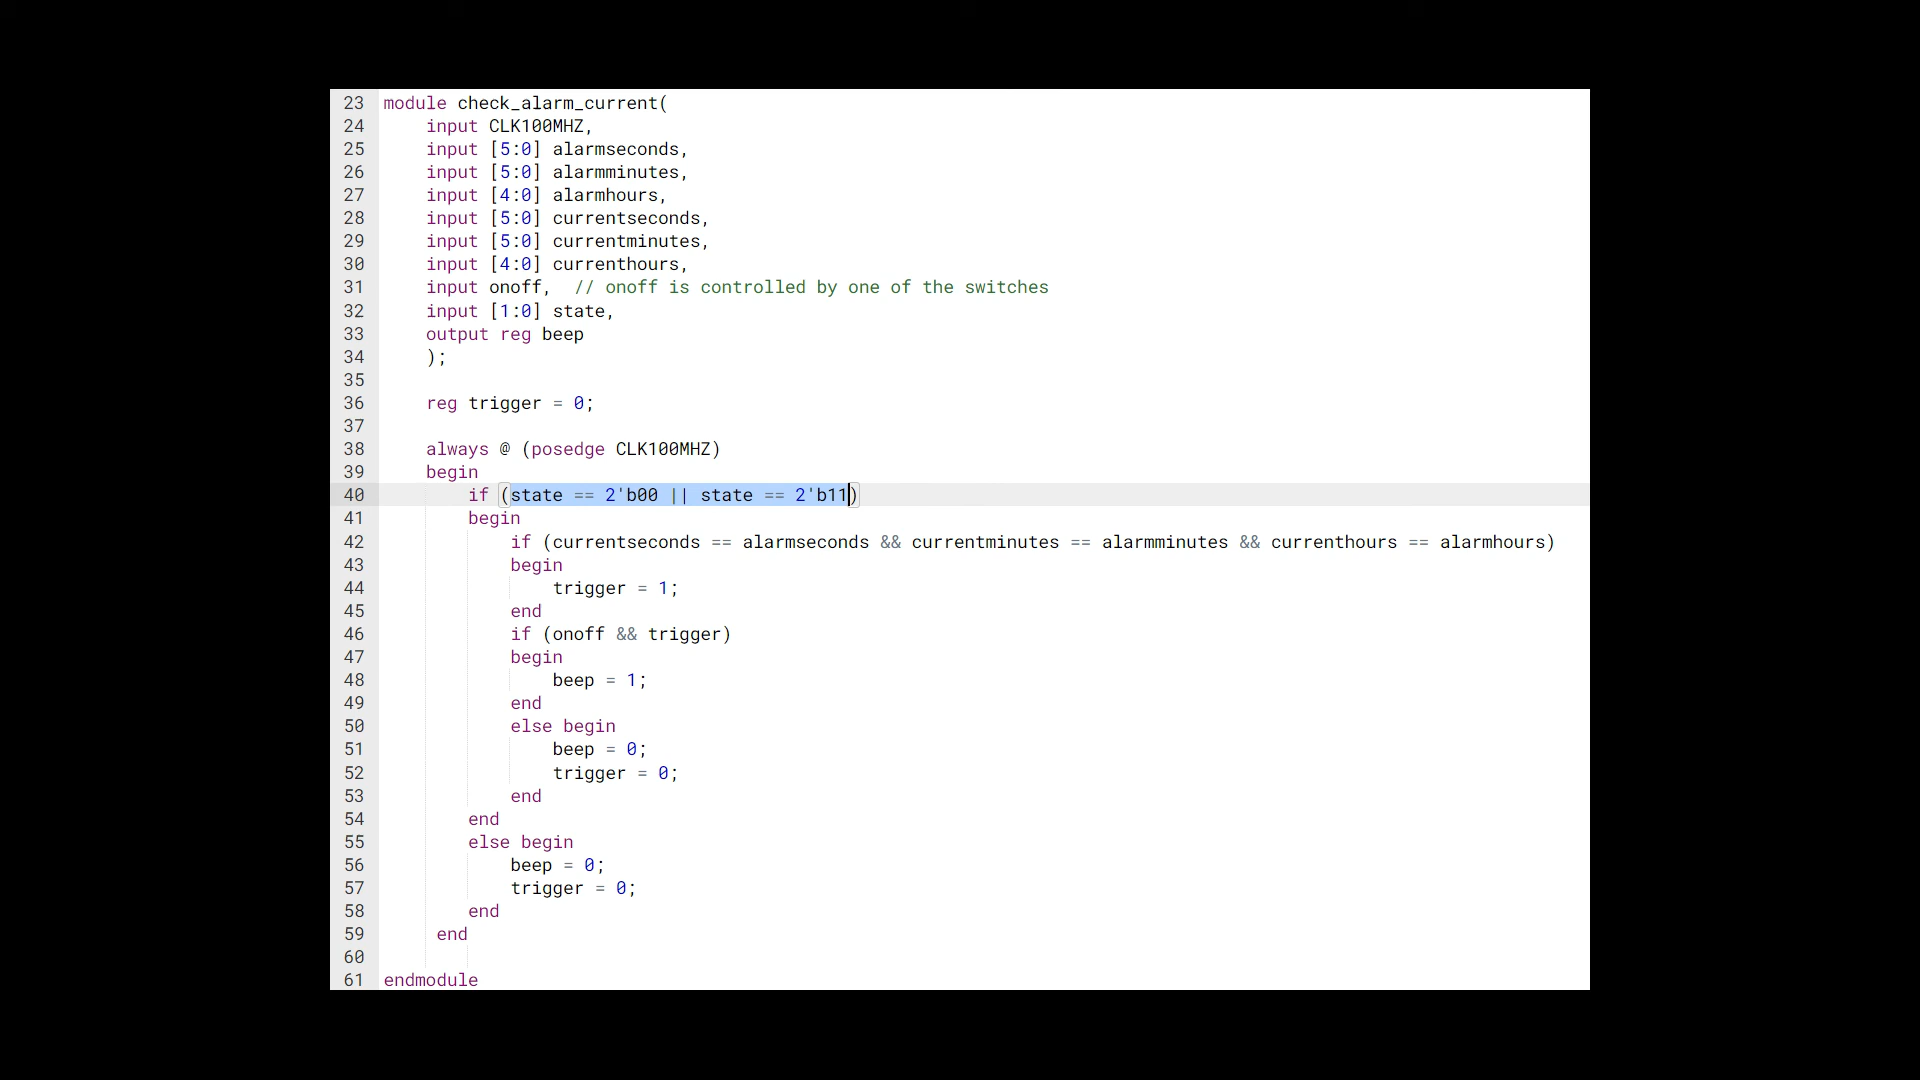 23 module check_alarm_current(
24     input CLK100MHZ,
25     input [5:0] alarmseconds,
26     input [5:0] alarmminutes,
27     input [4:0] alarmhours,
28     input [5:0] currentseconds,
29     input [5:0] currentminutes,
30     input [4:0] currenthours,
31     input onoff,  // onoff is controlled by one of the switches
32     input [1:0] state,
33     output reg beep
34     );
35
36     reg trigger = 0;
37
38     always @ (posedge CLK100MHZ)
39     begin
40         if (state == 2'b00 || state == 2'b11)
41         begin
42             if (currentseconds == alarmseconds && currentminutes == alarmminutes && currenthours == alarmhours)
43             begin
44                 trigger = 1;
45             end
46             if (onoff && trigger)
47             begin
48                 beep = 1;
49             end
50             else begin
51                 beep = 0;
52                 trigger = 0;
53             end
54         end
55         else begin
56             beep = 0;
57             trigger = 0;
58         end
59      end
60
61 endmodule